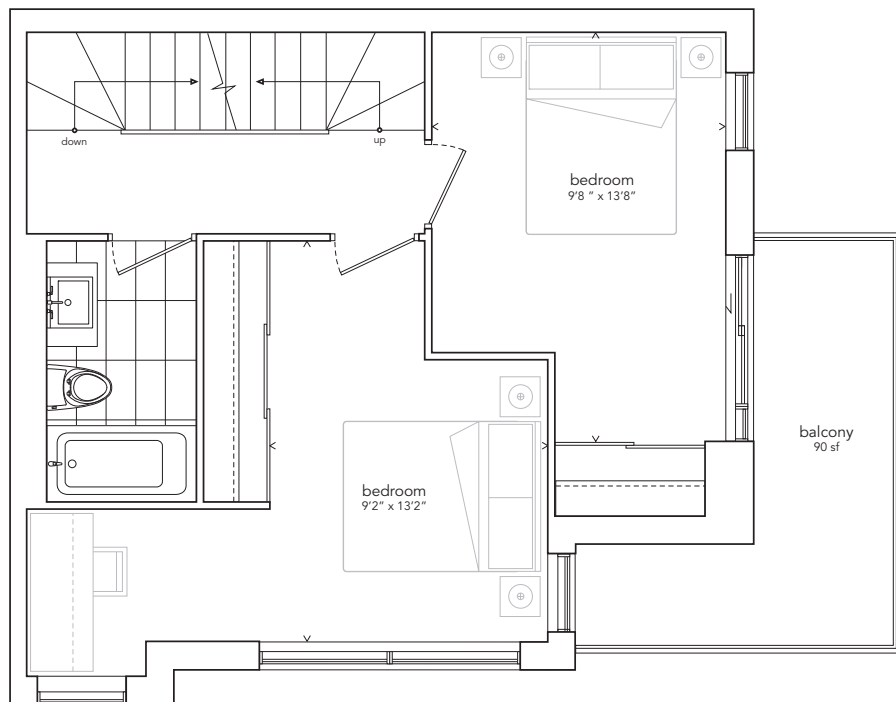 down
up
bedroom
9'8 " x 13'8"
balcony
90 sf
bedroom
9'2" x 13'2"